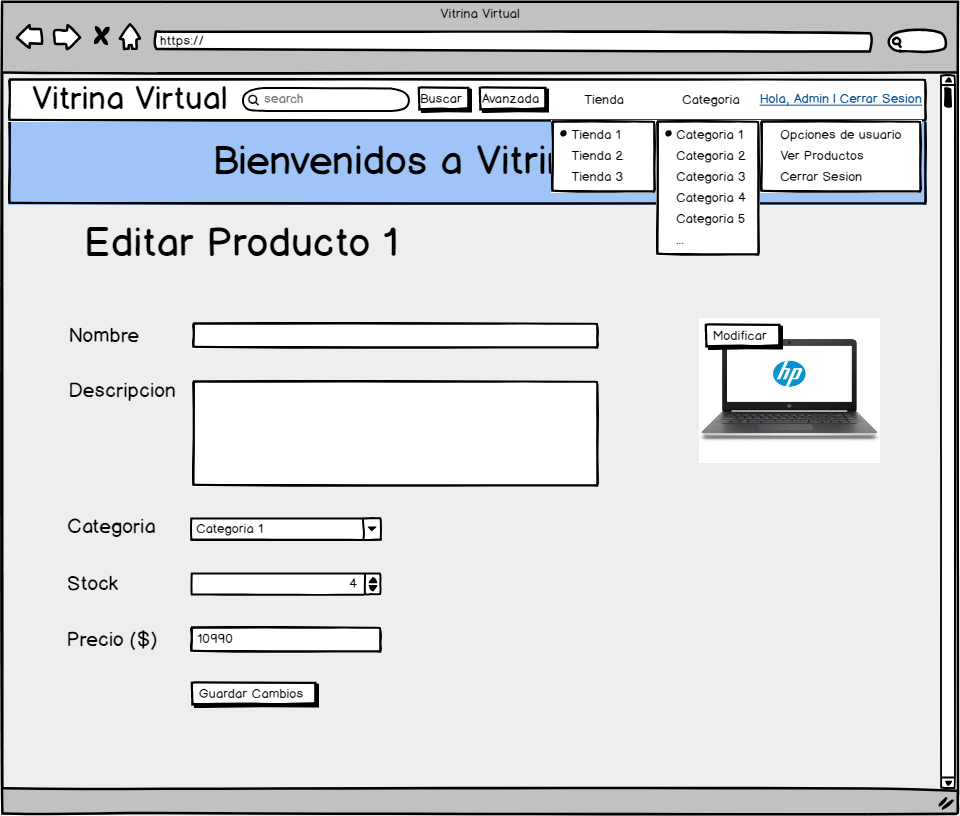 Vitrina Virtual
https://
Vitrina Virtual
search
Buscar
Avanzada
Tienda
Categoria
Hola, Admin | Cerrar Sesion
Bienvenidos a
Tienda 1
Tienda 2
Tienda 3
Categoria 1
Categoria 2
Categoria 3
Categoria 4
Categoria 5
...
Opciones de usuario
Ver Productos
Cerrar Sesion
Editar Producto 1
Nombre
Modificar
hp
Descripcion
Categoria
Categoria 1
Stock
4
Precio ($)
10990
Guardar Cambios